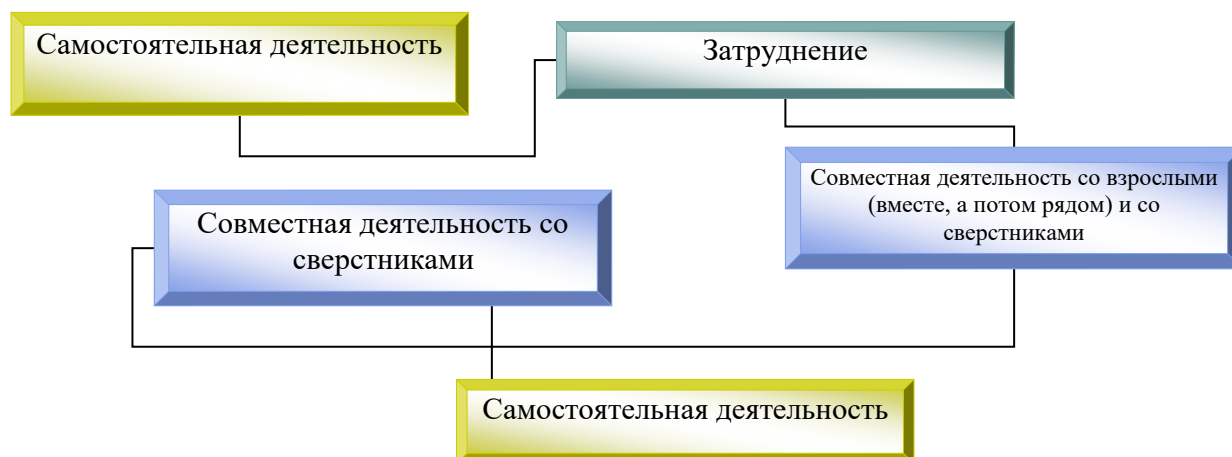 Самостоятельная деятельность
Затруднение
Совместная деятельность со взрослыми
(вместе, а потом рядом) и со
сверстниками
Совместная деятельность со
сверстниками
Самостоятельная деятельность